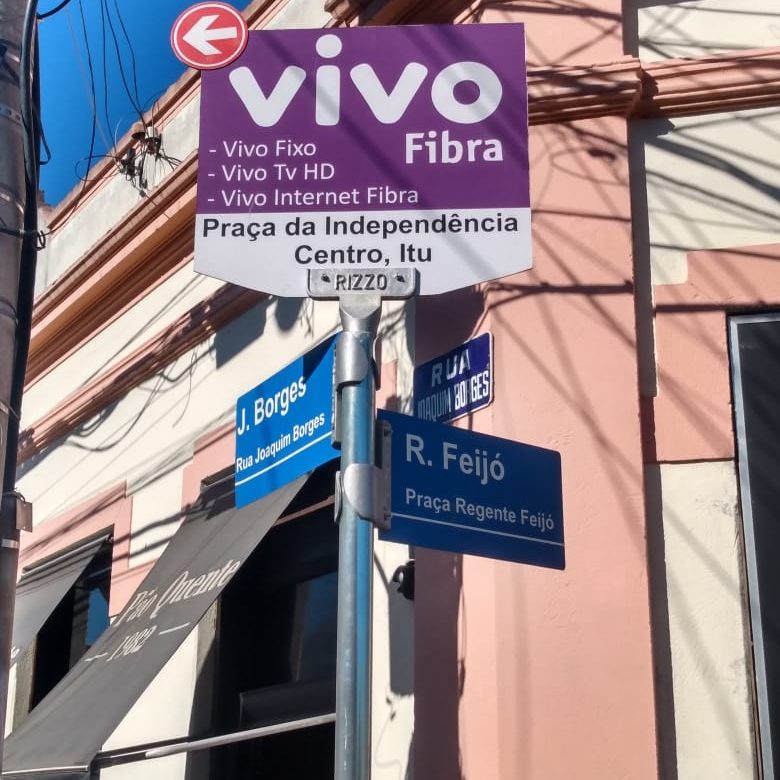 vivo
Fibra
- Vivo Fixo
- Vivo Tv HD
- Vivo Internet Fibra
Praça da Independência
Centro, Itu
RIZZO
J. Borges
Rua Joaquim Borges
RUA
JOAQUIM BORGES
R. Feijó
Praça Regente Feijó
Pão Quente
— 1982 —